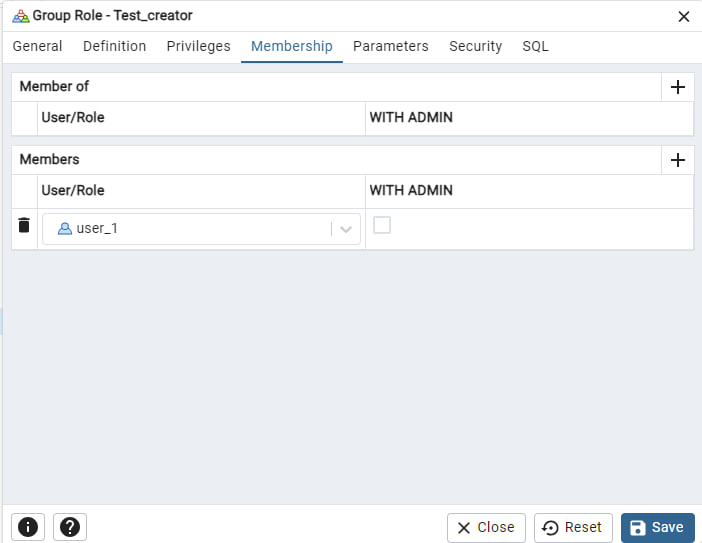 Group Role - Test_creator
General Definition Privileges Membership Parameters Security SQL
Member of
User/Role WITH ADMIN
Members
User/Role WITH ADMIN
user_1
Close Reset Save